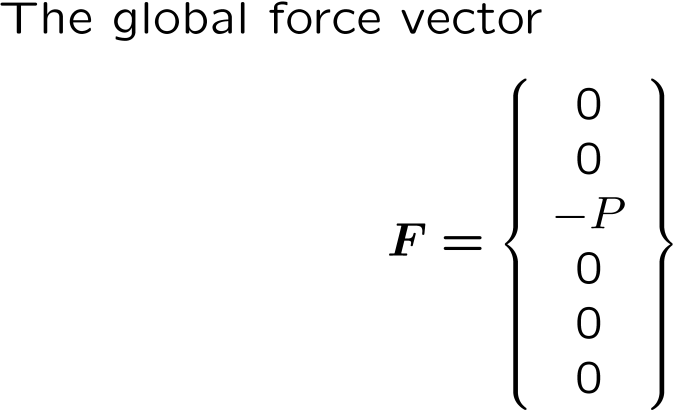 The global force vector
F = { 0
0
−P
0
0
0 }